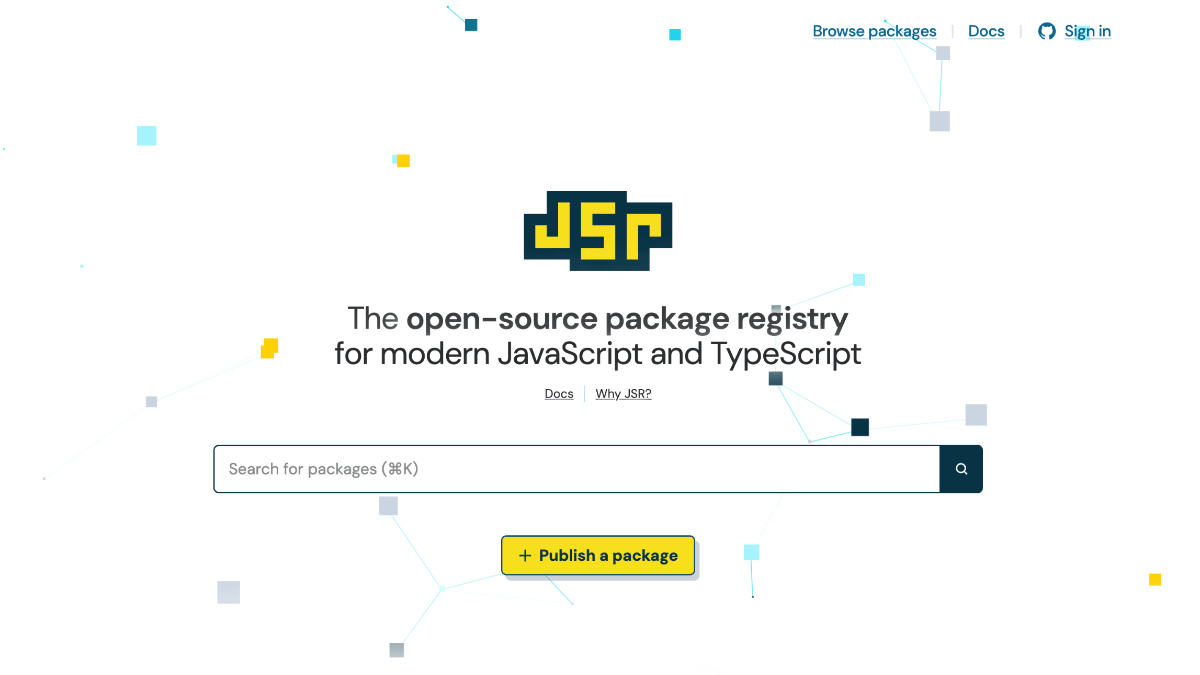 Browse packages | Docs | Sign in
JSr
The open-source package registry
for modern JavaScript and TypeScript
Docs | Why JSR?
Search for packages (⌘K)
+ Publish a package